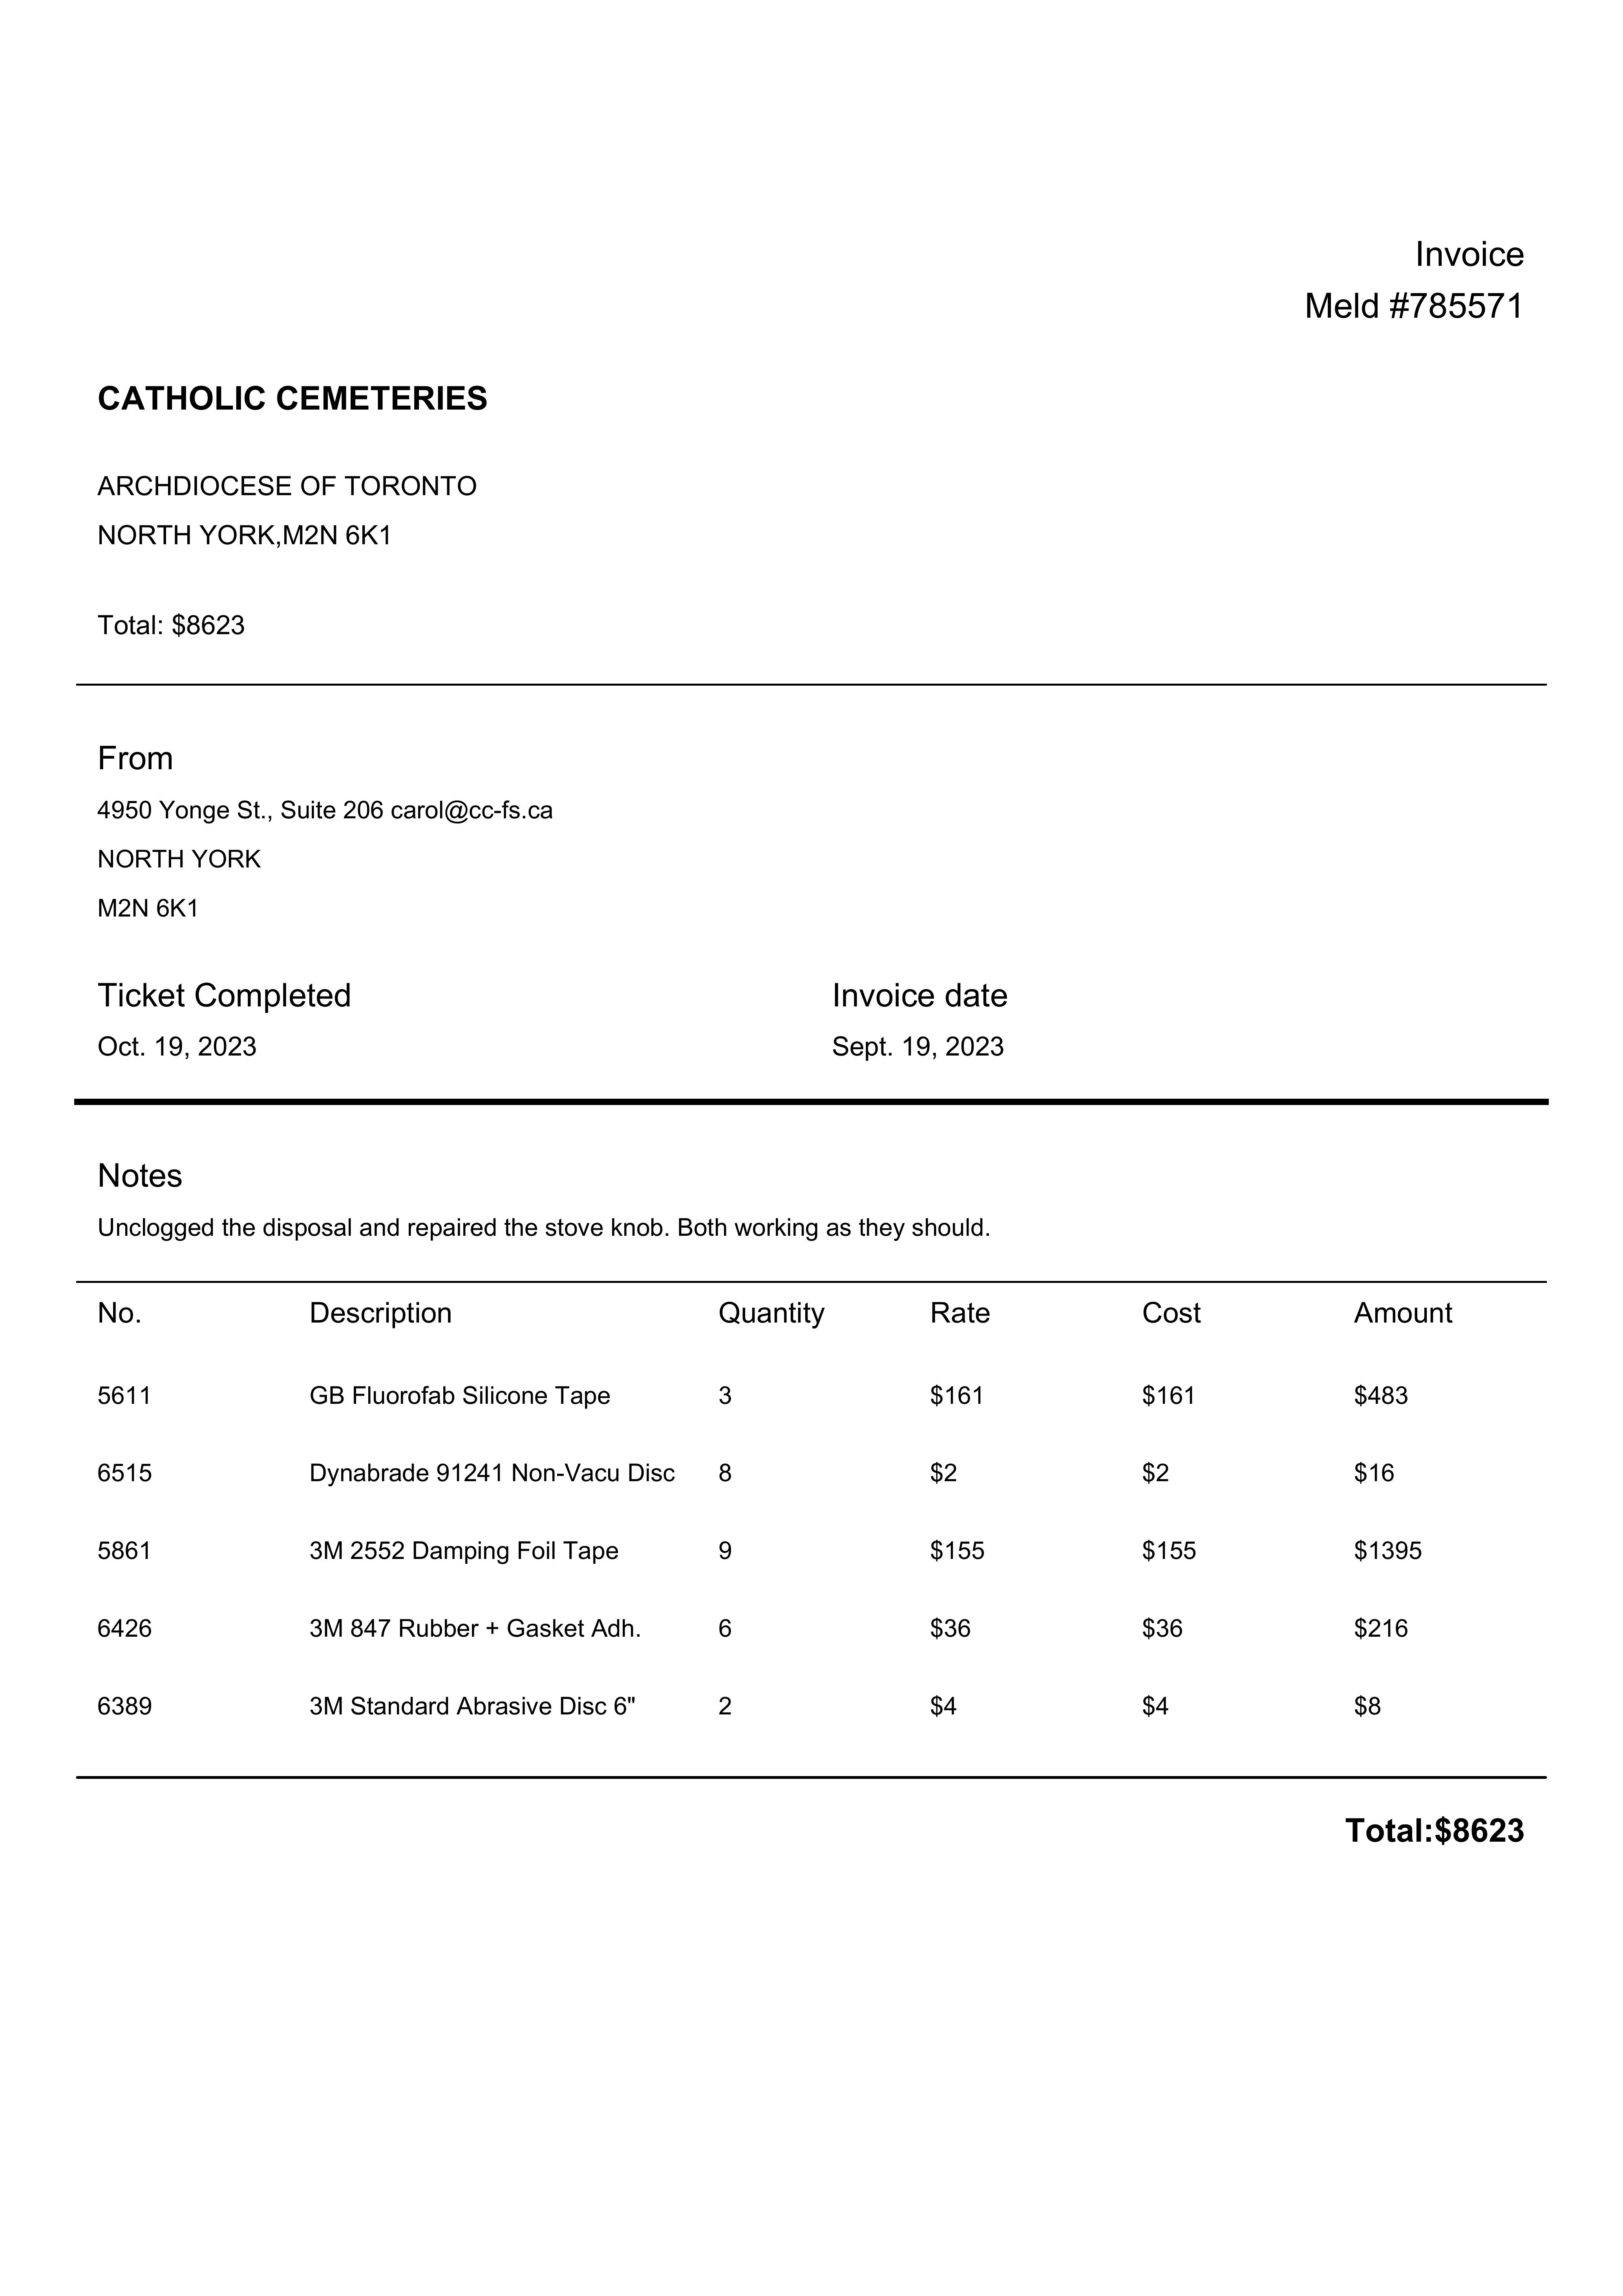 Invoice
Meld #785571
CATHOLIC CEMETERIES
ARCHDIOCESE OF TORONTO
NORTH YORK,M2N 6K1
Total: $8623
From
4950 Yonge St., Suite 206 carol@cc-fs.ca
NORTH YORK
M2N 6K1
Ticket Completed Invoice date
Oct. 19, 2023 Sept. 19, 2023
Notes
Unclogged the disposal and repaired the stove knob. Both working as they should.
No. Description Quantity Rate Cost Amount
5611 GB Fluorofab Silicone Tape 3 $161 $161 $483
6515 Dynabrade 91241 Non-Vacu Disc 8 $2 $2 $16
5861 3M 2552 Damping Foil Tape 9 $155 $155 $1395
6426 3M 847 Rubber + Gasket Adh. 6 $36 $36 $216
6389 3M Standard Abrasive Disc 6" 2 $4 $4 $8
Total:$8623